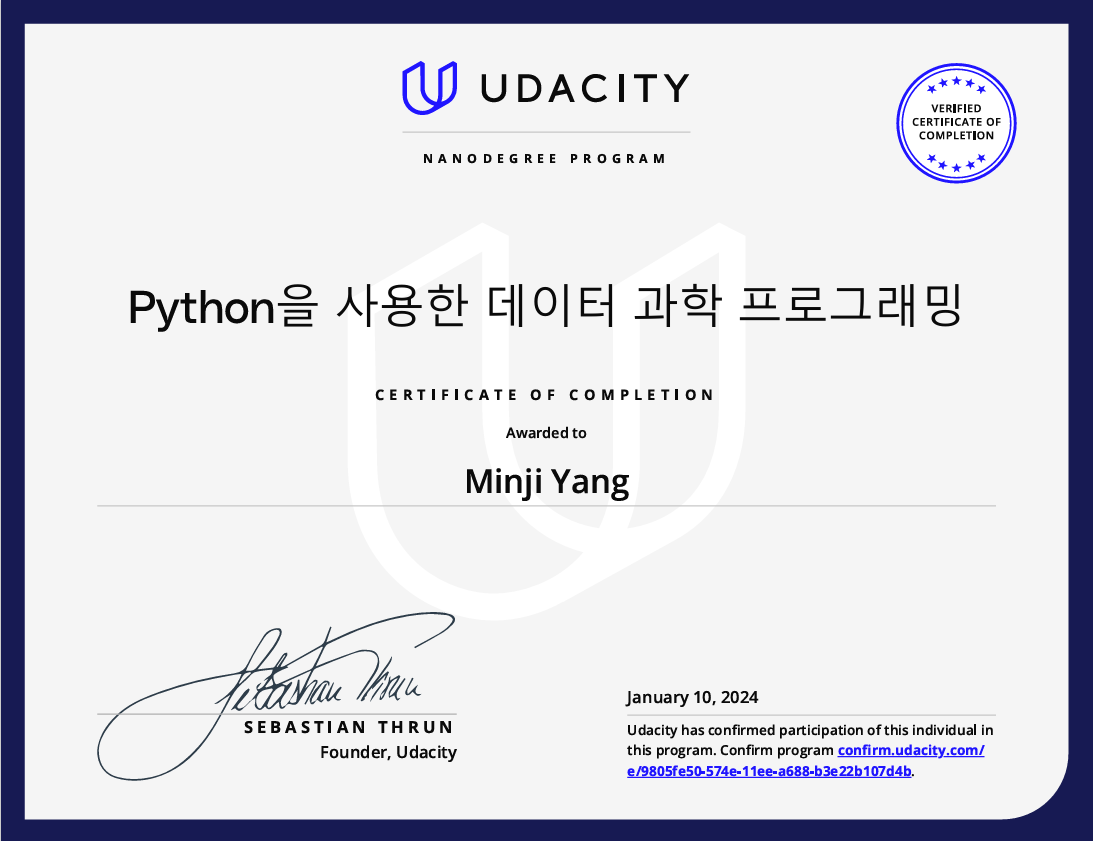 UDACITY
NANODEGREE PROGRAM
VERIFIED
CERTIFICATE OF
COMPLETION
Python을 사용한 데이터 과학 프로그래밍
CERTIFICATE OF COMPLETION
Awarded to
Minji Yang
Sebastian Thrun
SEBASTIAN THRUN
Founder, Udacity
January 10, 2024
Udacity has confirmed participation of this individual in
this program. Confirm program confirm.udacity.com/
e/9805fe50-574e-11ee-a688-b3e22b107d4b.